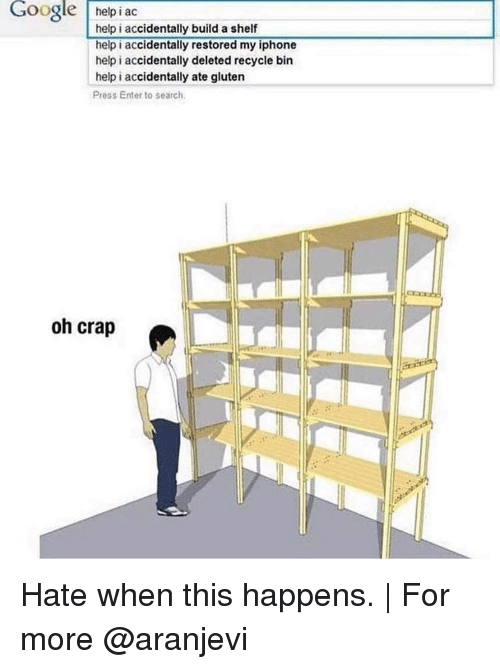 Google help i ac
help i accidentally build a shelf
help i accidentally restored my iphone
help i accidentally deleted recycle bin
help i accidentally ate gluten
Press Enter to search.
oh crap
Hate when this happens. | For
more @aranjevi